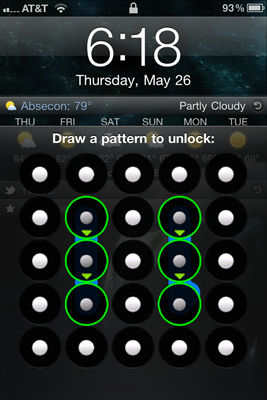 AT&T 93%
6:18
Thursday, May 26
Absecon: 79° Partly Cloudy
THU FRI SAT SUN MON TUE
Draw a pattern to unlock: